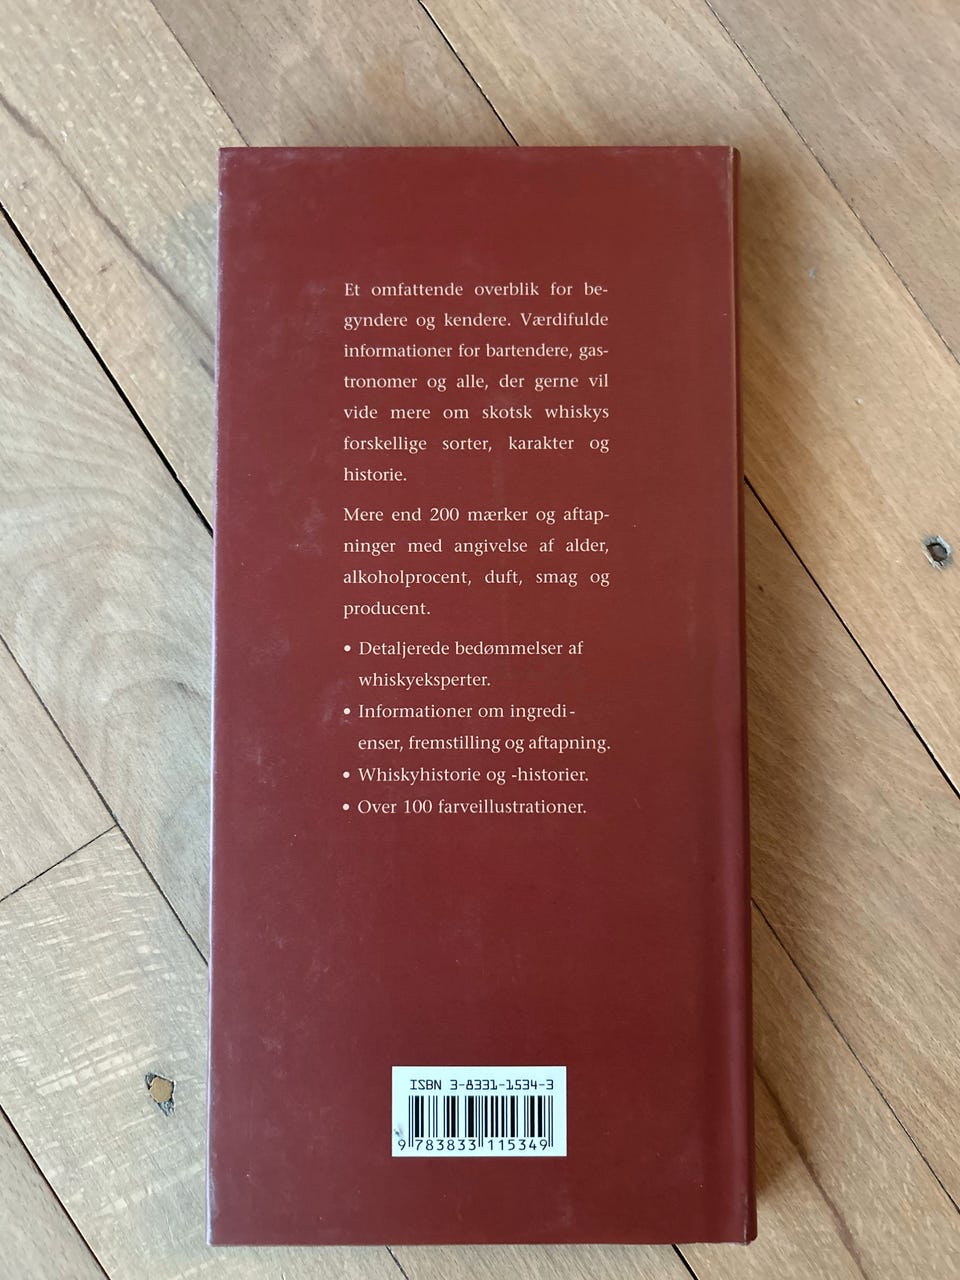 Et omfattende overblik for be-
gyndere og kendere. Værdifulde
informationer for bartendere, gas-
tronomer og alle, der gerne vil
vide mere om skotsk whiskys
forskellige sorter, karakter og
historie.
Mere end 200 mærker og aftap-
ninger med angivelse af alder,
alkoholprocent, duft, smag og
producent.
• Detaljerede bedømmelser af
whiskyeksperter.
• Informationer om ingredi-
enser, fremstilling og aftapning.
• Whiskyhistorie og -historier.
• Over 100 farveillustrationer.
ISBN 3-8331-1534-3
9 783833 115349